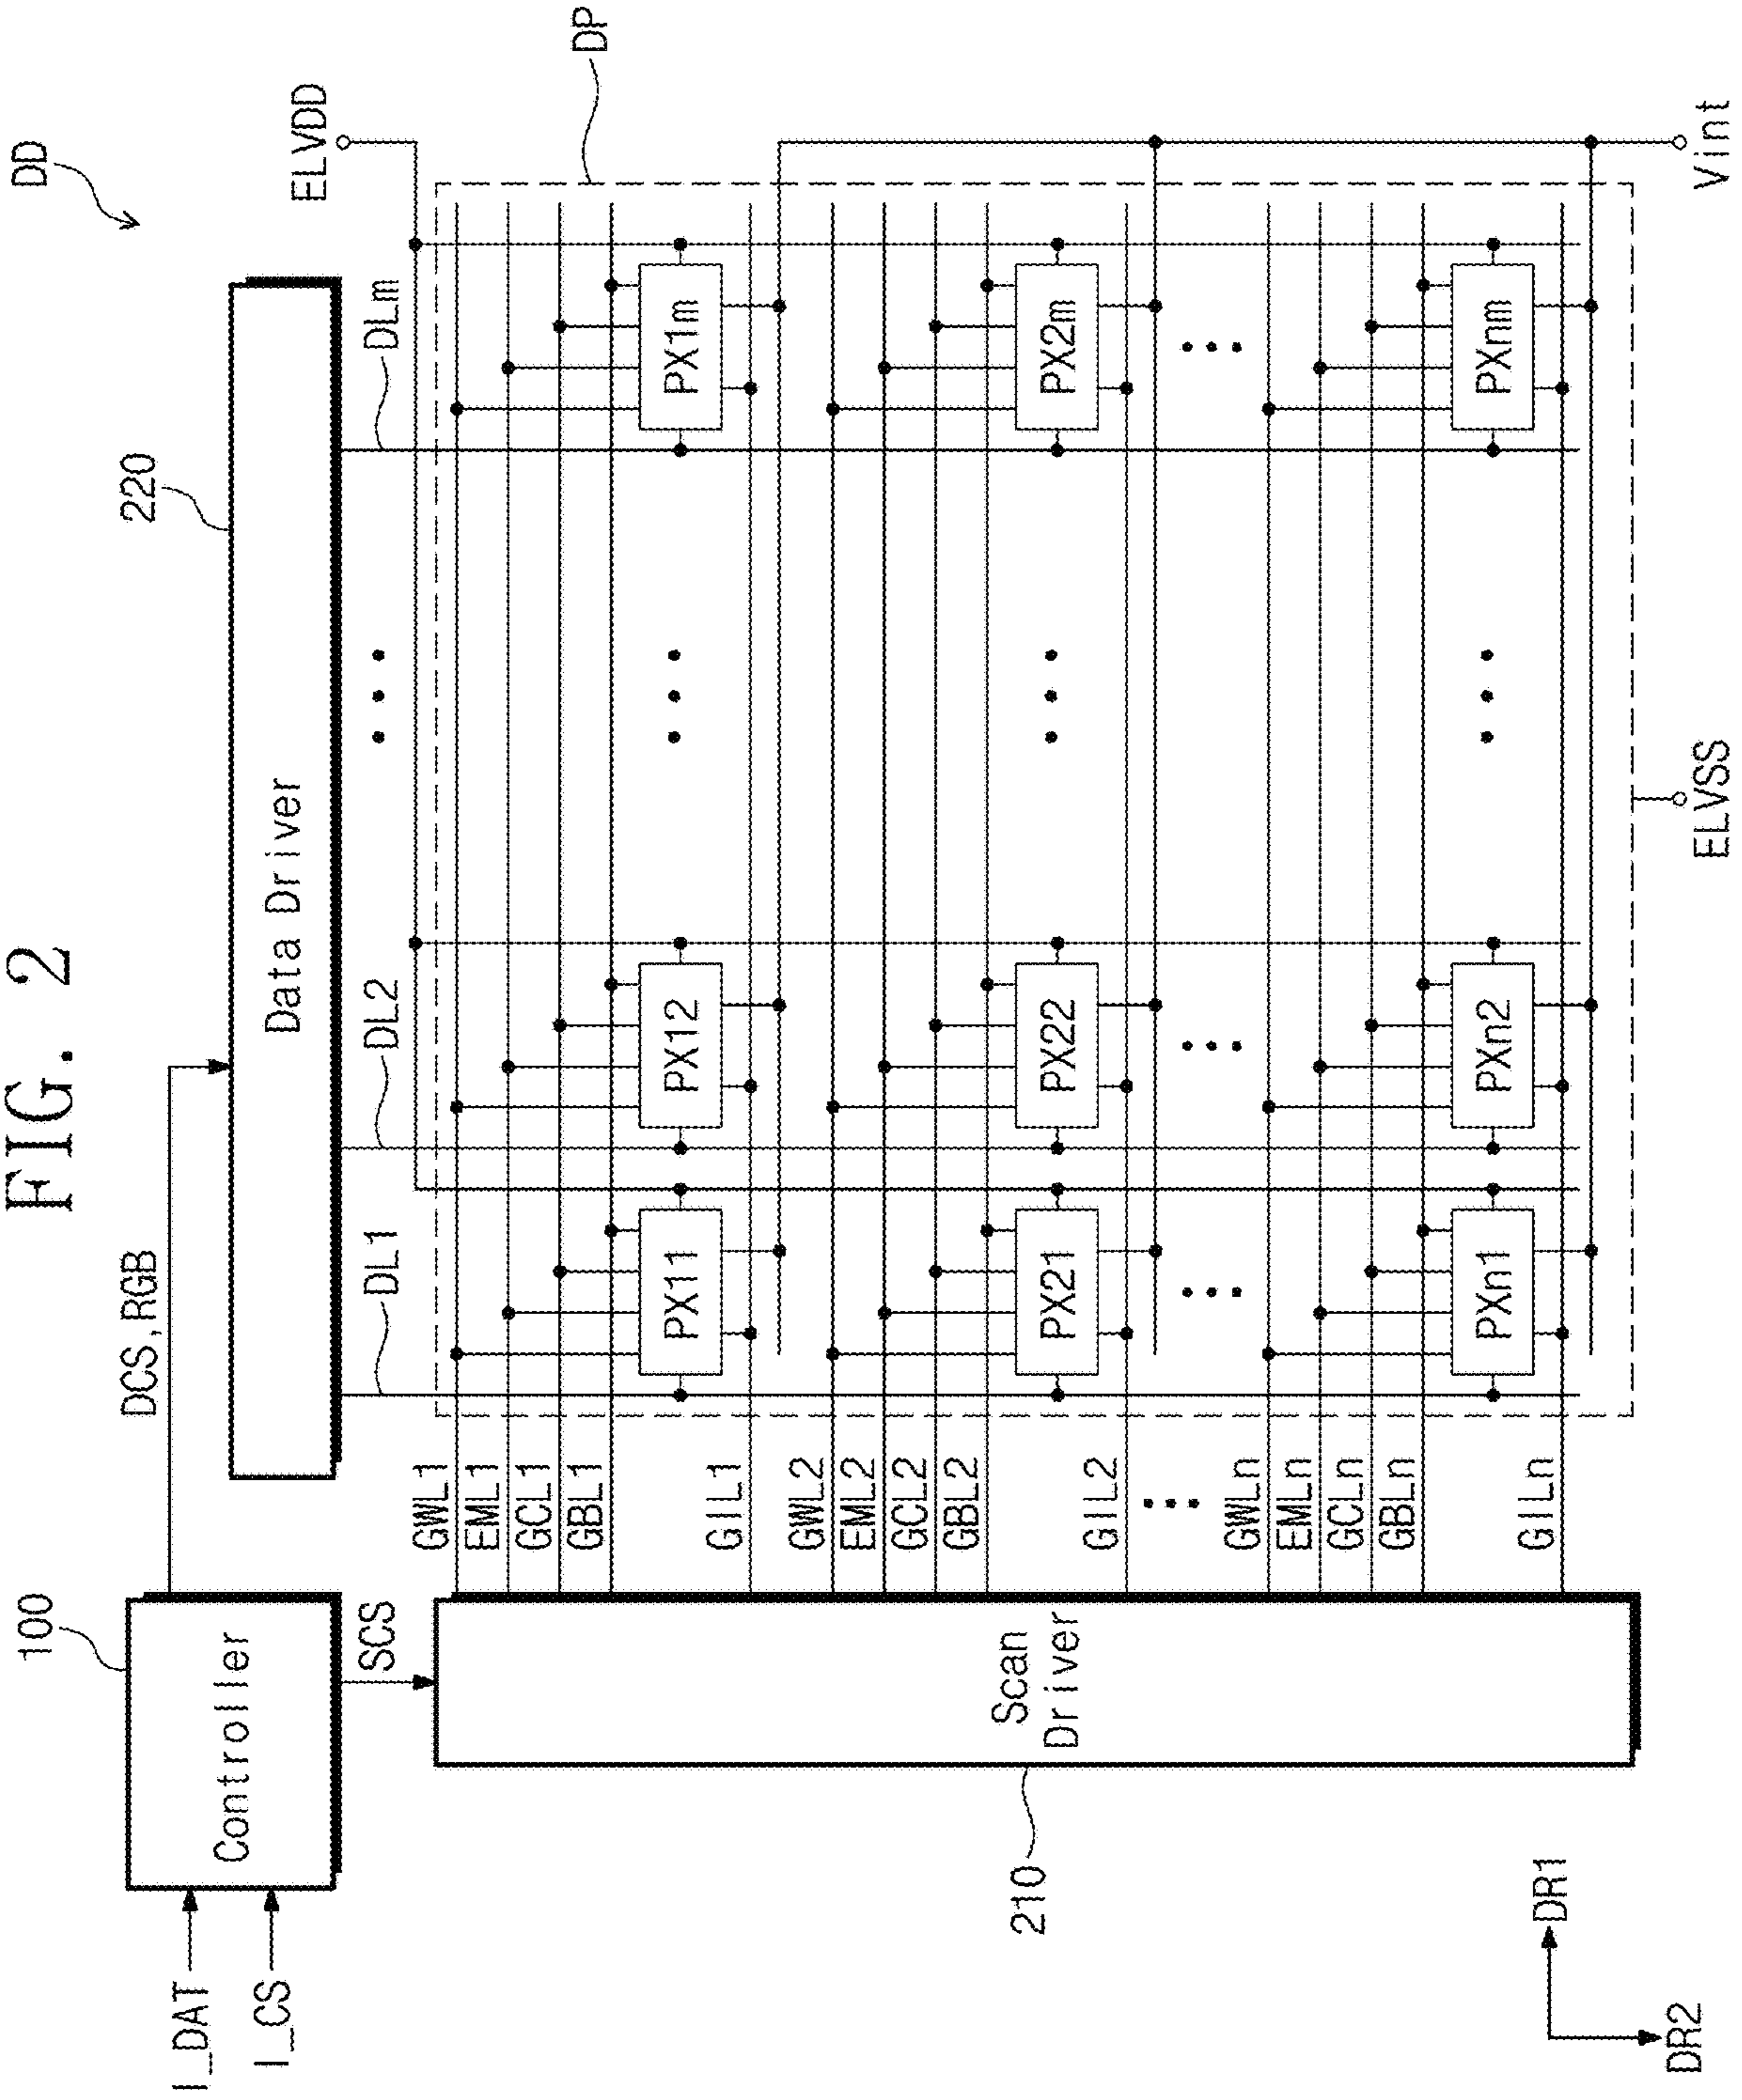 FIG. 2
DD
100
DCS,RGB
220
I_DAT
I_CS
Controller
Data Driver
ELVDD
SCS
DL1
DL2
DLm
DP
GWL1
EML1
GCL1
GBL1
PX11
PX12
PX1m
GIL1
GWL2
EML2
GCL2
GBL2
PX21
PX22
PX2m
GIL2
Scan
Driver
210
GWLn
EMLn
GCLn
GBLn
PXn1
PXn2
PXnm
GILn
DR1
DR2
ELVSS
Vint